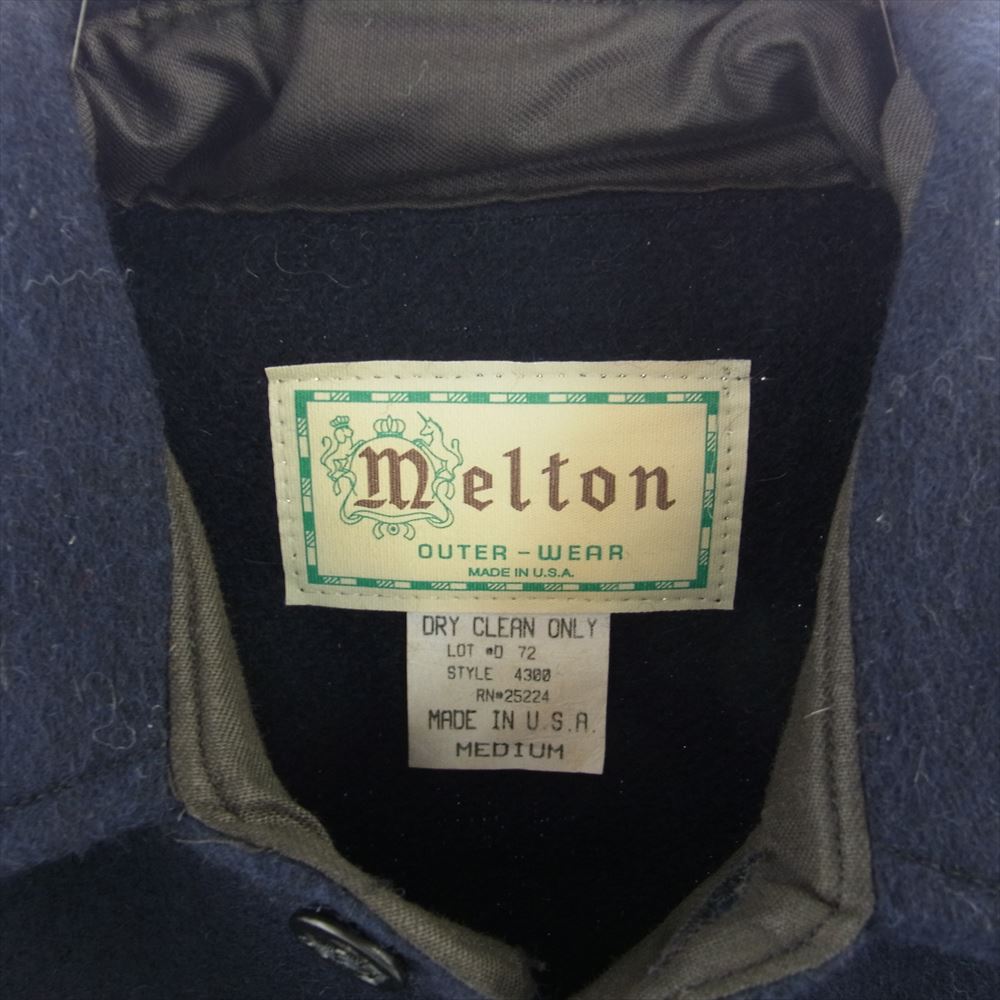 Melton
OUTER-WEAR
MADE IN U.S.A.
DRY CLEAN ONLY
LOT #D 72
STYLE 4300
RN#25224
MADE IN U.S.A.
MEDIUM